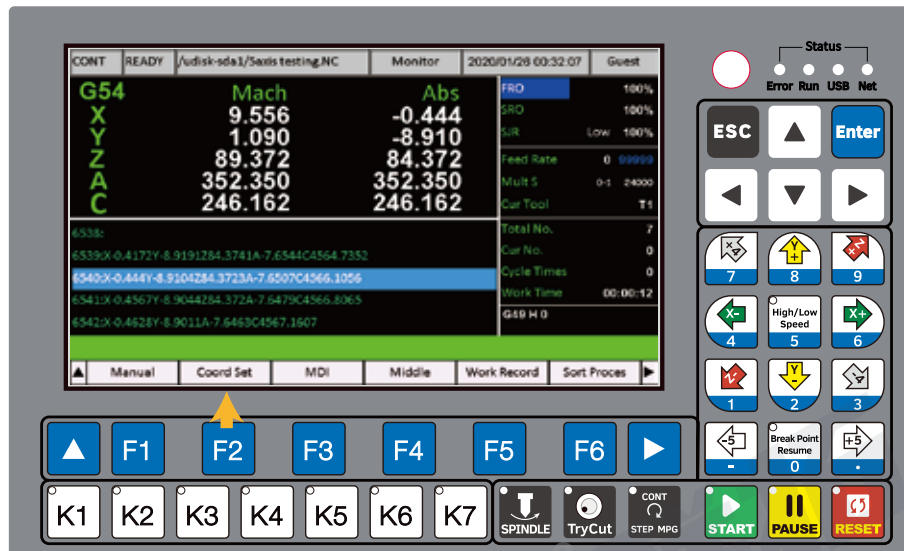 CONT READY /udisk-sda1/5axis testing.NC Monitor 2020/01/26 00:32:07 Guest
G54 Mach Abs
X 9.556 -0.444
Y 1.090 -8.910
Z 89.372 84.372
A 352.350 352.350
C 246.162 246.162
FRO 100%
SRO 100%
SJR Low 100%
Feed Rate 0 99999
Mult S 0-1 24000
Cur Tool T1
Total No. 7
Cur No. 0
Cycle Times 0
Work Time 00:00:12
G49 H 0
6538:
6539:X-0.4172Y-8.9191Z84.3741A-7.6544C4564.7352
6540:X-0.444Y-8.9104Z84.3723A-7.6507C4566.1056
6541:X-0.4567Y-8.9044Z84.372A-7.6479C4566.8065
6542:X-0.4628Y-8.9011A-7.6463C4567.1607
Manual Coord Set MDI Middle Work Record Sort Proces
Status
Error Run USB Net
ESC Enter
7 Y+ 8 9
X- 4 High/Low Speed 5 X+ 6
1 Y- 2 3
-5 - Break Point Resume 0 +5 .
F1 F2 F3 F4 F5 F6
K1 K2 K3 K4 K5 K6 K7
SPINDLE TryCut CONT STEP MPG START PAUSE RESET